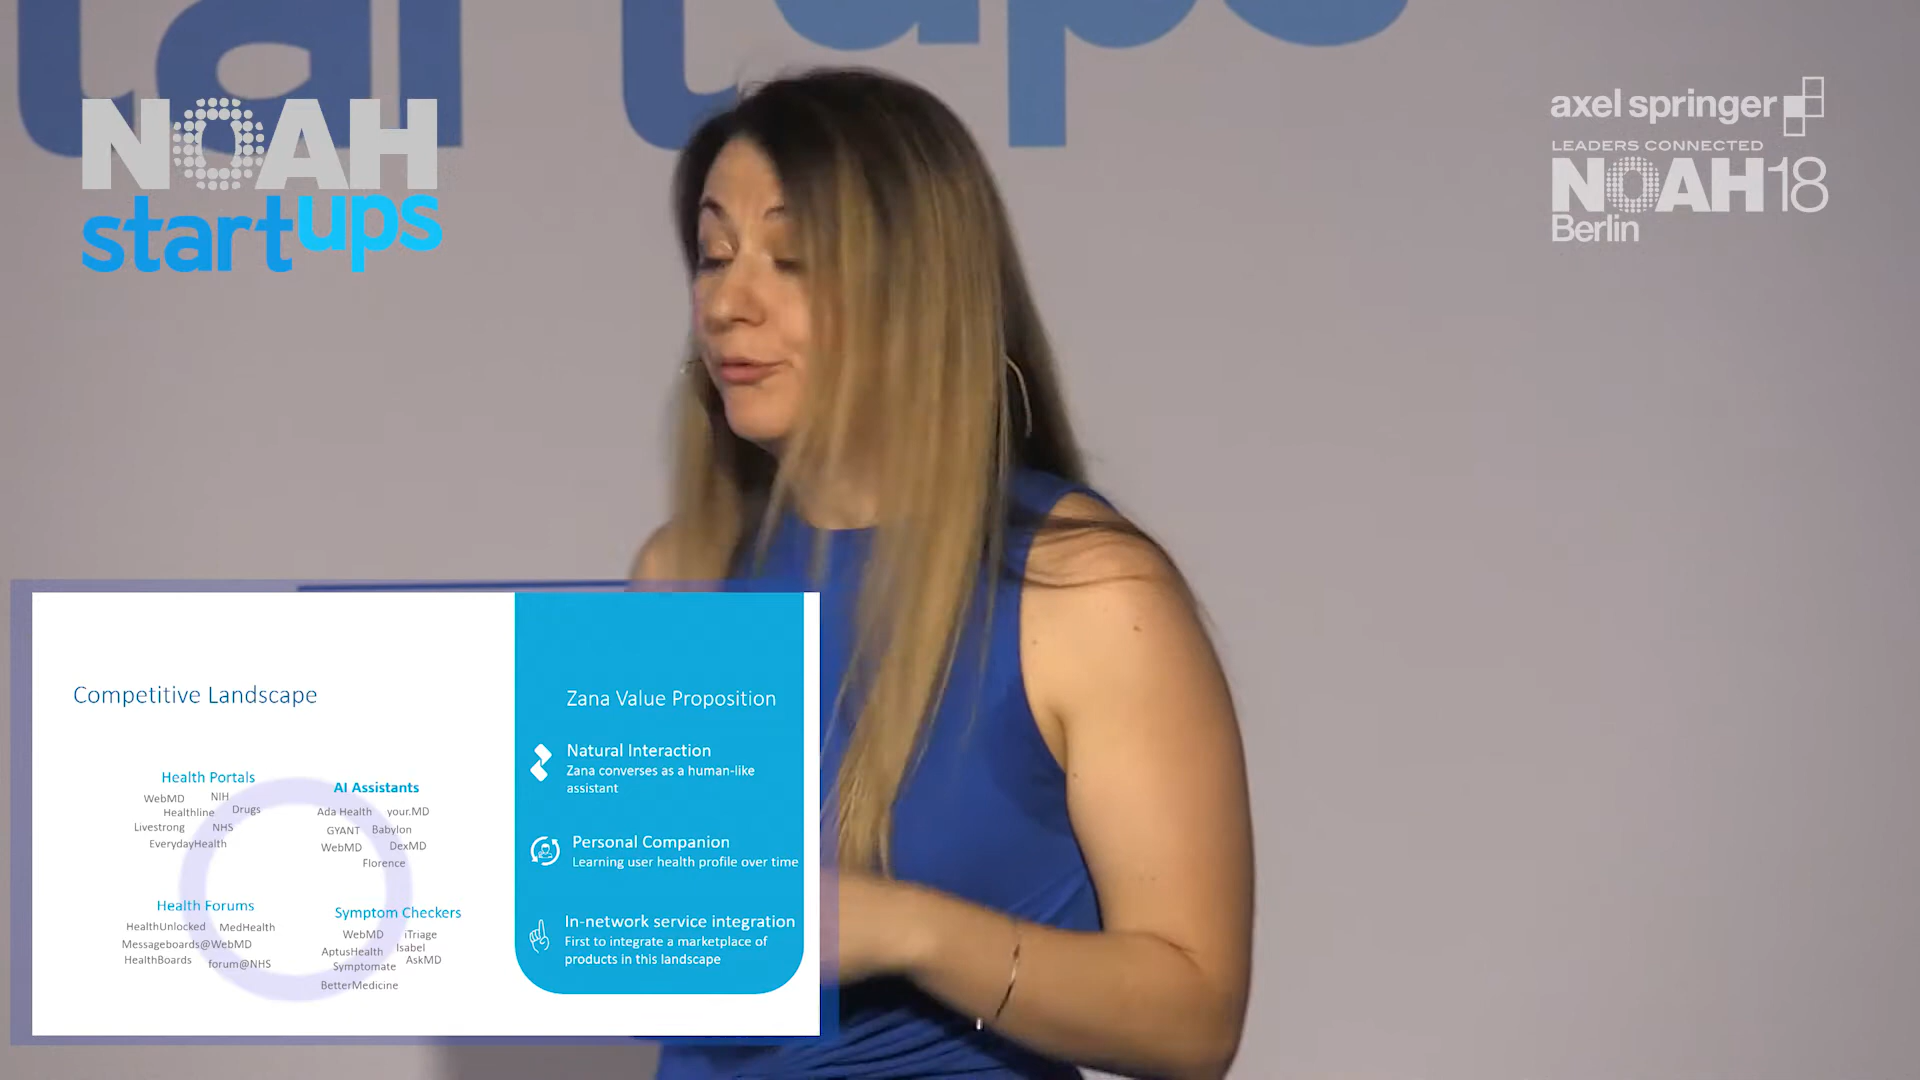 tartups
NOAH
startups
axel springer
LEADERS CONNECTED
NOAH18
Berlin
Competitive Landscape
Health Portals
WebMD NIH
Healthline Drugs
Livestrong NHS
EverydayHealth
AI Assistants
Ada Health your.MD
GYANT Babylon
WebMD DexMD
Florence
Health Forums
HealthUnlocked MedHealth
Messageboards@WebMD
HealthBoards forum@NHS
Symptom Checkers
WebMD iTriage
AptusHealth Isabel
Symptomate AskMD
BetterMedicine
Zana Value Proposition
Natural Interaction
Zana converses as a human-like
assistant
Personal Companion
Learning user health profile over time
In-network service integration
First to integrate a marketplace of
products in this landscape